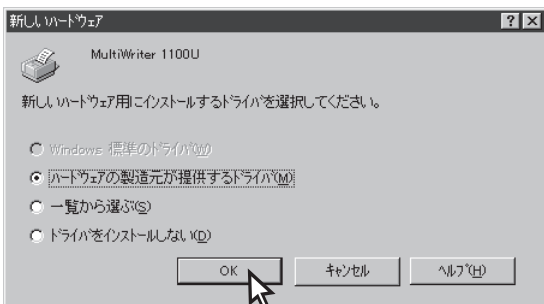 新しいハードウェア
MultiWriter 1100U
新しいハードウェア用にインストールするドライバを選択してください。
Windows 標準のドライバ(W)
ハードウェアの製造元が提供するドライバ(M)
一覧から選ぶ(S)
ドライバをインストールしない(D)
OK キャンセル ヘルプ(H)